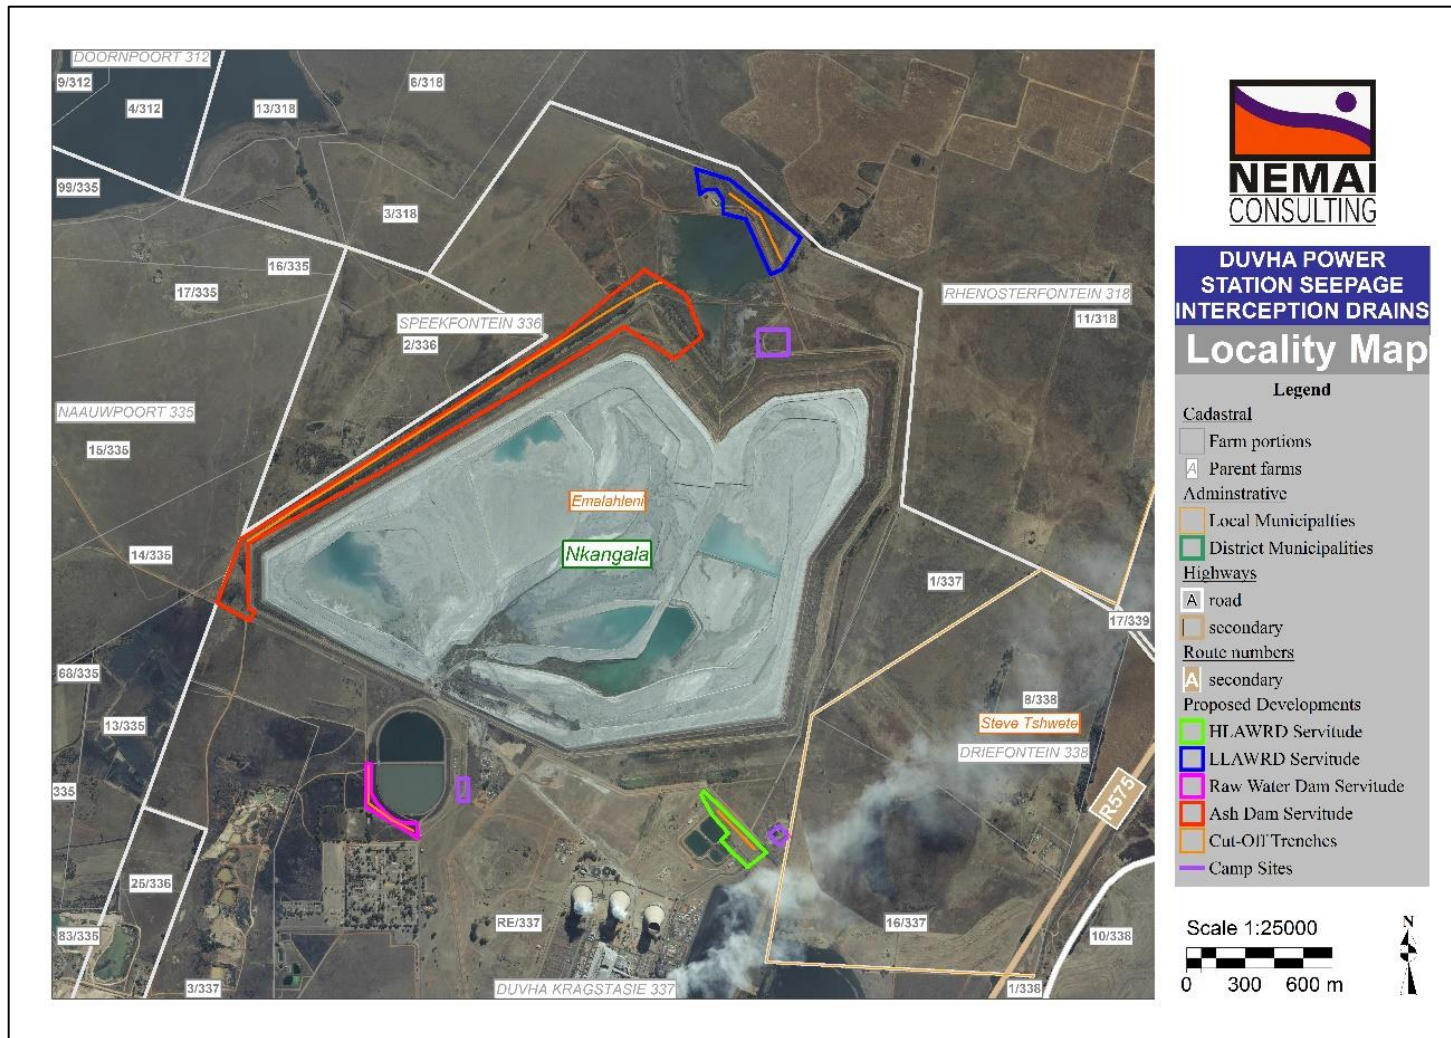 DOORNPOORT 312
9/312
6/318
4/312
13/318
99/335
3/318
16/335
17/335
RHENOSTERFONTEIN 318
SPEEKFONTEIN 336
11/318
2/336
NAAUWPOORT 335
15/335
Emalahleni
Nkangala
14/335
1/337
17/339
68/335
8/338
13/335
Steve Tshwete
DRIEFONTEIN 338
335
R575
25/336
RE/337
16/337
83/335
10/338
3/337
DUVHA KRAGSTASIE 337
1/338
NEMAI
CONSULTING
DUVHA POWER
STATION SEEPAGE
INTERCEPTION DRAINS
Locality Map
Legend
Cadastral
Farm portions
A Parent farms
Adminstrative
Local Municipalties
District Municipalities
Highways
A road
secondary
Route numbers
A secondary
Proposed Developments
HLAWRD Servitude
LLAWRD Servitude
Raw Water Dam Servitude
Ash Dam Servitude
Cut-Off Trenches
Camp Sites
Scale 1:25000
0 300 600 m
N